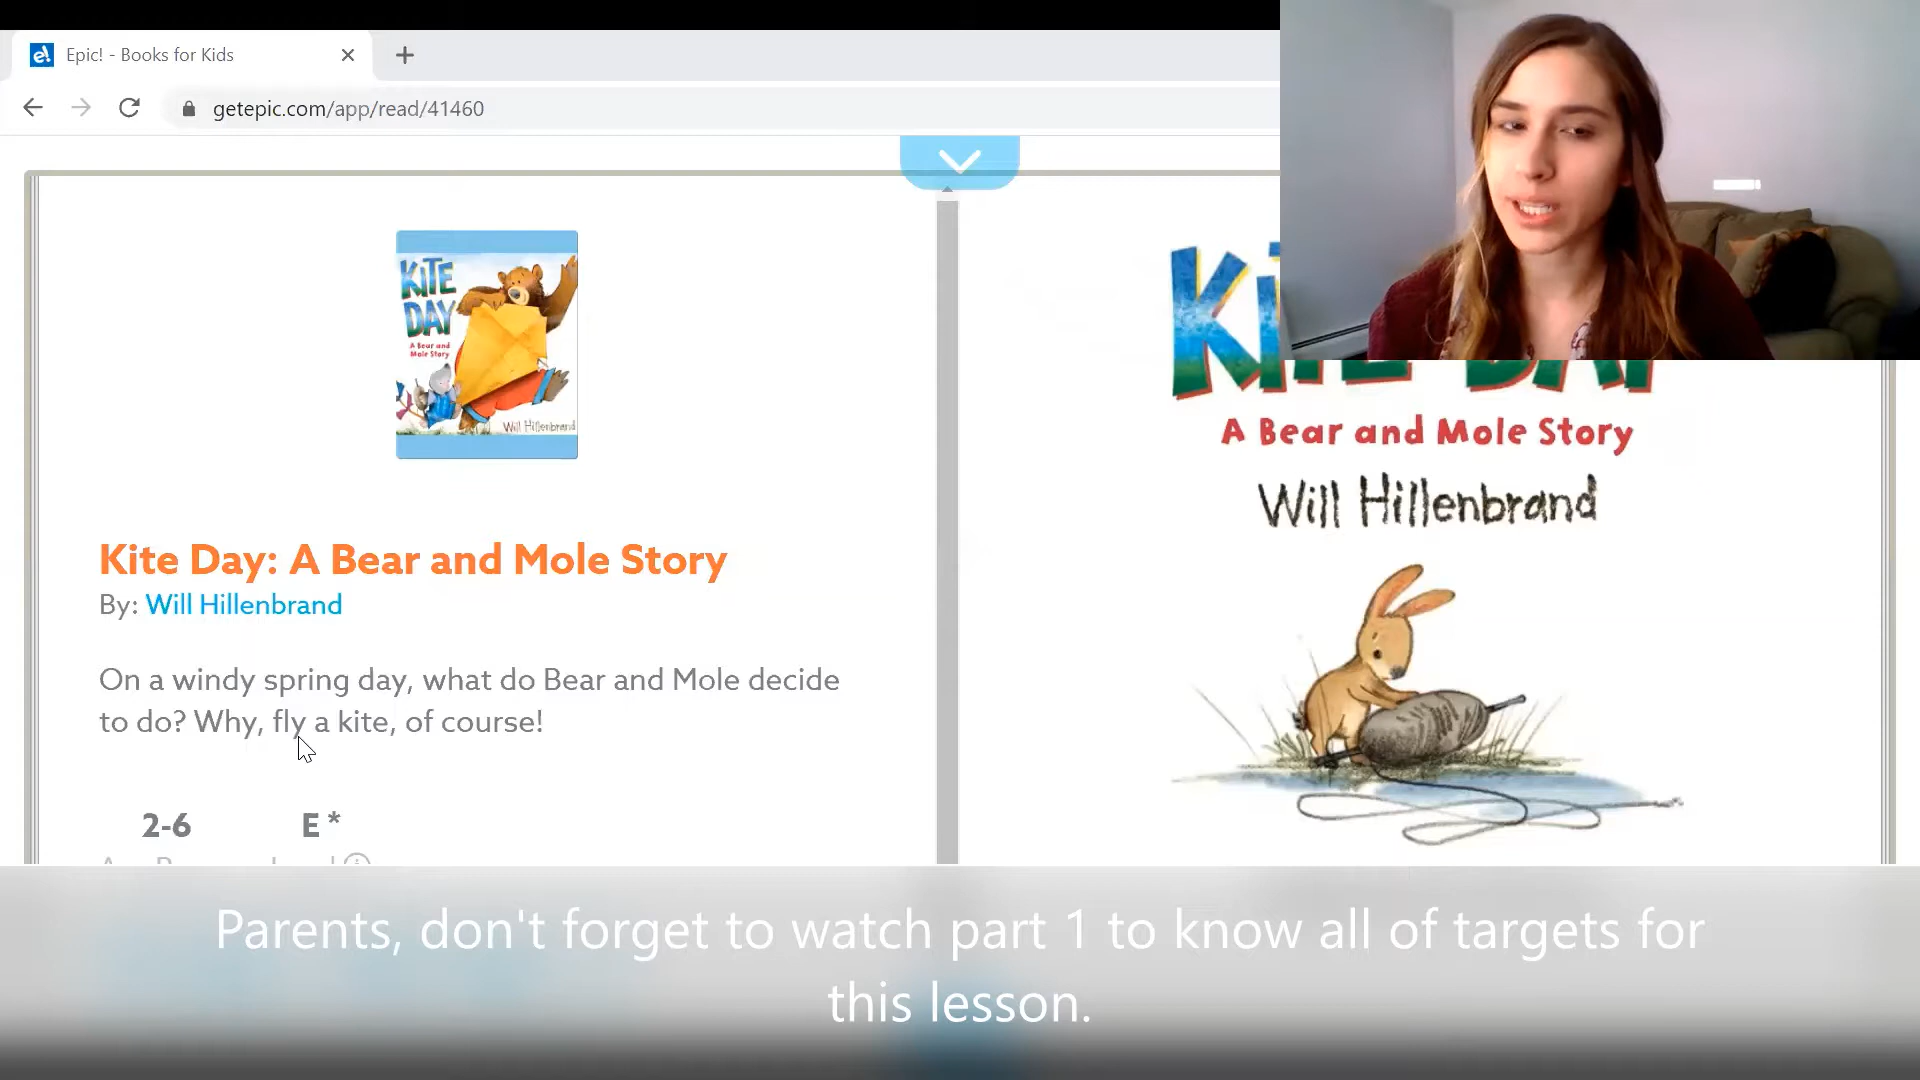 Epic! - Books for Kids
getepic.com/app/read/41460
KITE
DAY
A Bear and
Mole Story
Will Hillenbrand
Kite Day: A Bear and Mole Story
By: Will Hillenbrand
On a windy spring day, what do Bear and Mole decide
to do? Why, fly a kite, of course!
2-6 E *
A Bear and Mole Story
Will Hillenbrand
Parents, don't forget to watch part 1 to know all of targets for
this lesson.